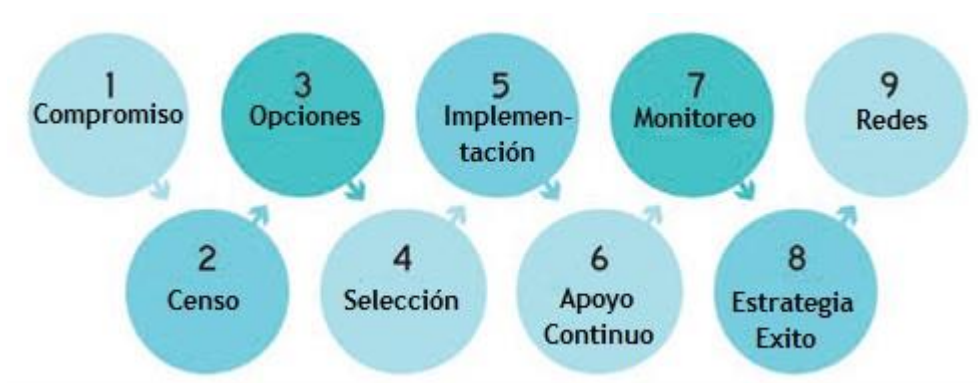 1
Compromiso
2
Censo
3
Opciones
4
Selección
5
Implemen-
tación
6
Apoyo
Continuo
7
Monitoreo
8
Estrategia
Exito
9
Redes